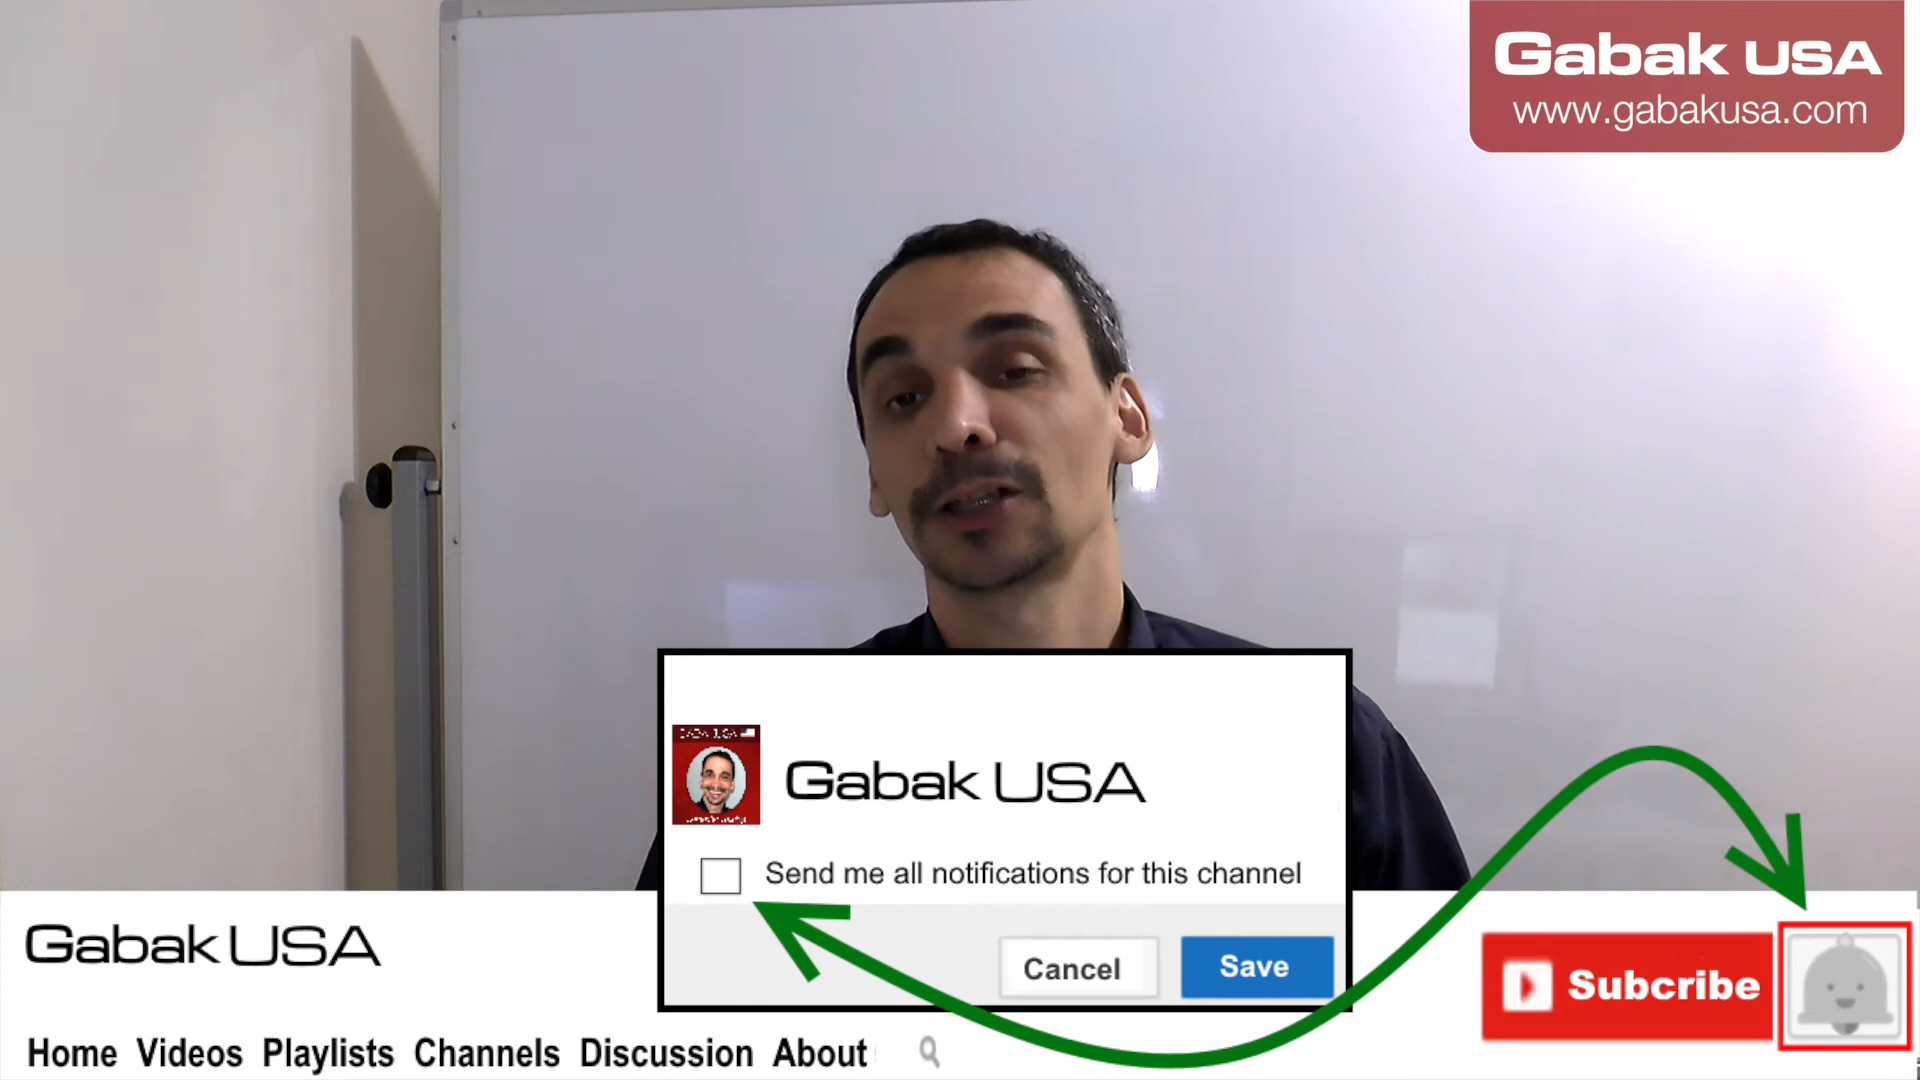 Gabak USA
www.gabakusa.com
Gabak USA
Send me all notifications for this channel
Cancel
Save
Gabak USA
Subcribe
Home Videos Playlists Channels Discussion About